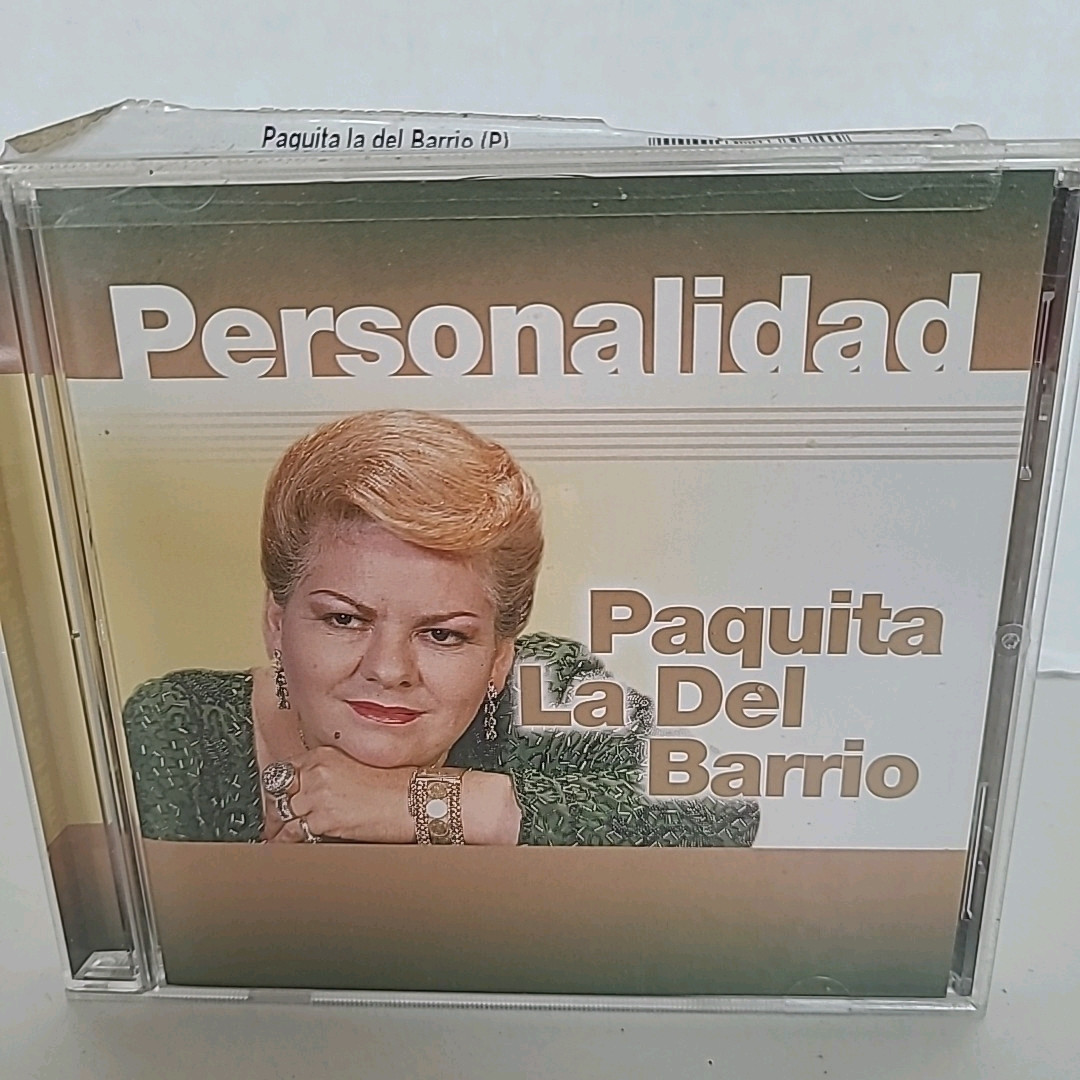 Paquita la del Barrio (P)
Personalidad
Paquita
La Del
Barrio